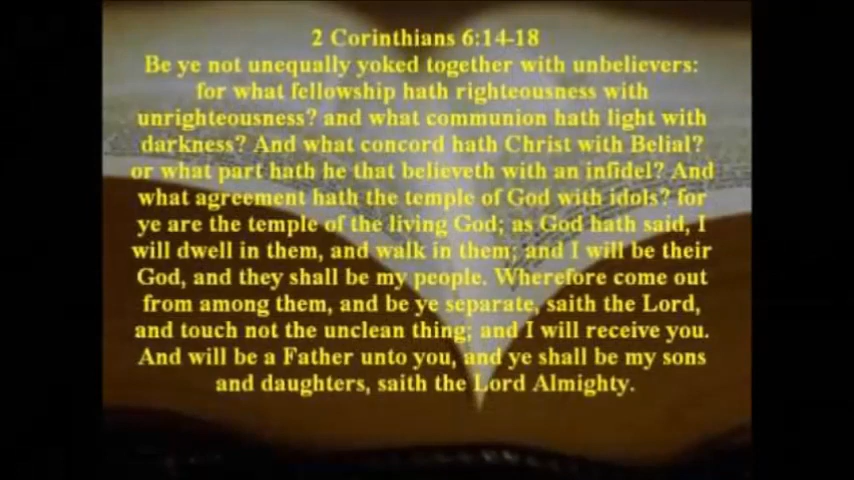 2 Corinthians 6:14-18
Be ye not unequally yoked together with unbelievers:
for what fellowship hath righteousness with
unrighteousness? and what communion hath light with
darkness? And what concord hath Christ with Belial?
or what part hath he that believeth with an infidel? And
what agreement hath the temple of God with idols? for
ye are the temple of the living God; as God hath said, I
will dwell in them, and walk in them; and I will be their
God, and they shall be my people. Wherefore come out
from among them, and be ye separate, saith the Lord,
and touch not the unclean thing; and I will receive you.
And will be a Father unto you, and ye shall be my sons
and daughters, saith the Lord Almighty.